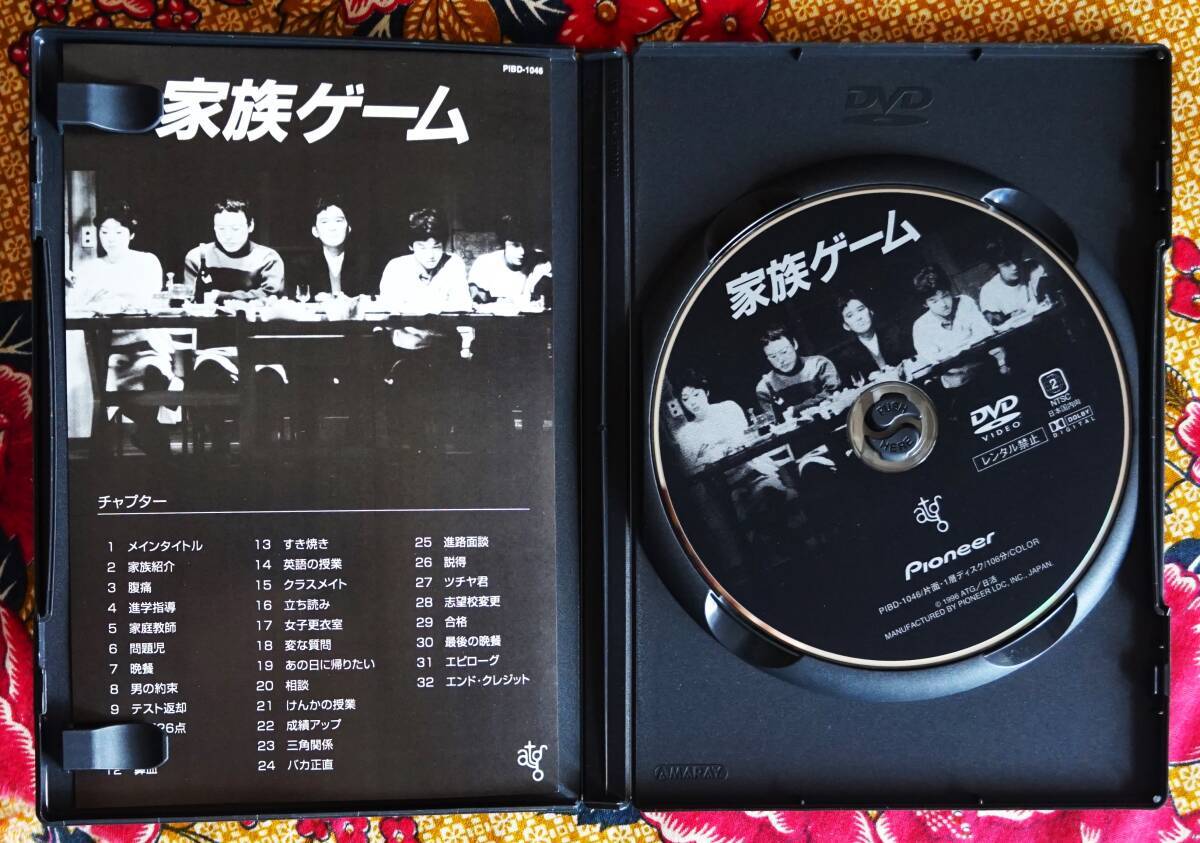 PIBD-1046
家族ゲーム
チャプター
1 メインタイトル
2 家族紹介
3 腹痛
4 進学指導
5 家庭教師
6 問題児
7 晩餐
8 男の約束
9 テスト返却
26点
12 鼻血
13 すき焼き
14 英語の授業
15 クラスメイト
16 立ち読み
17 女子更衣室
18 変な質問
19 あの日に帰りたい
20 相談
21 けんかの授業
22 成績アップ
23 三角関係
24 バカ正直
25 進路面談
26 説得
27 ツチヤ君
28 志望校変更
29 合格
30 最後の晩餐
31 エピローグ
32 エンド・クレジット
atg
DVD
家族ゲーム
PUSH
HERE
DVD
VIDEO
2
NTSC
日本国内向
DOLBY
DIGITAL
レンタル禁止
atg
Pioneer
PIBD-1046/片面・1層ディスク/106分/COLOR
© 1996 ATG/日活
MANUFACTURED BY PIONEER LDC, INC., JAPAN.
AMARAY